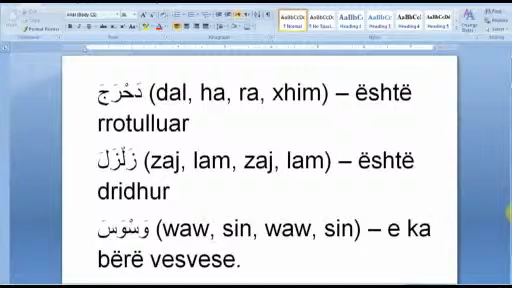 دَحْرَجَ (dal, ha, ra, xhim) – është
rrotulluar
زَلْزَلَ (zaj, lam, zaj, lam) – është
dridhur
وَسْوَسَ (waw, sin, waw, sin) – e ka
bërë vesvese.